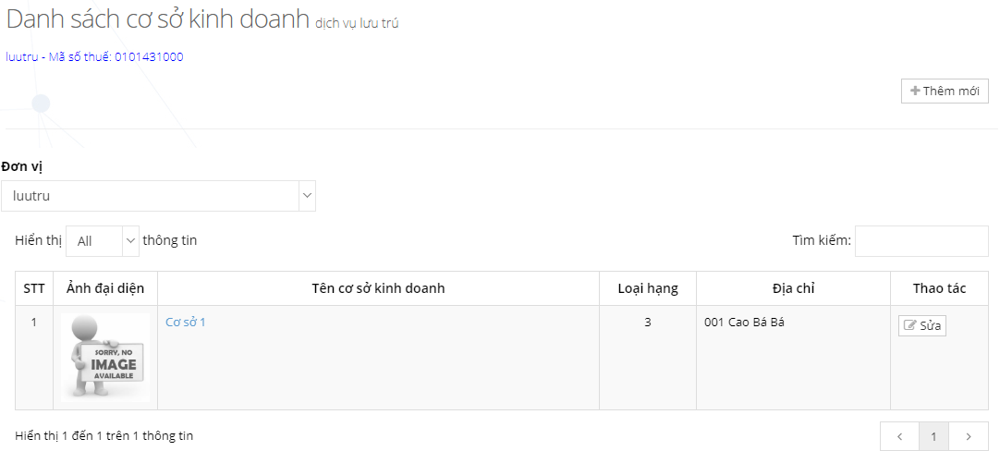 Danh sách cơ sở kinh doanh dịch vụ lưu trú
luutru - Mã số thuế: 0101431000
Thêm mới
Đơn vị
luutru
Hiển thị All thông tin Tìm kiếm:
STT Ảnh đại diện Tên cơ sở kinh doanh Loại hạng Địa chỉ Thao tác
1 Cơ sở 1 3 001 Cao Bá Bá Sửa
SORRY, NO
IMAGE
AVAILABLE
Hiển thị 1 đến 1 trên 1 thông tin 1